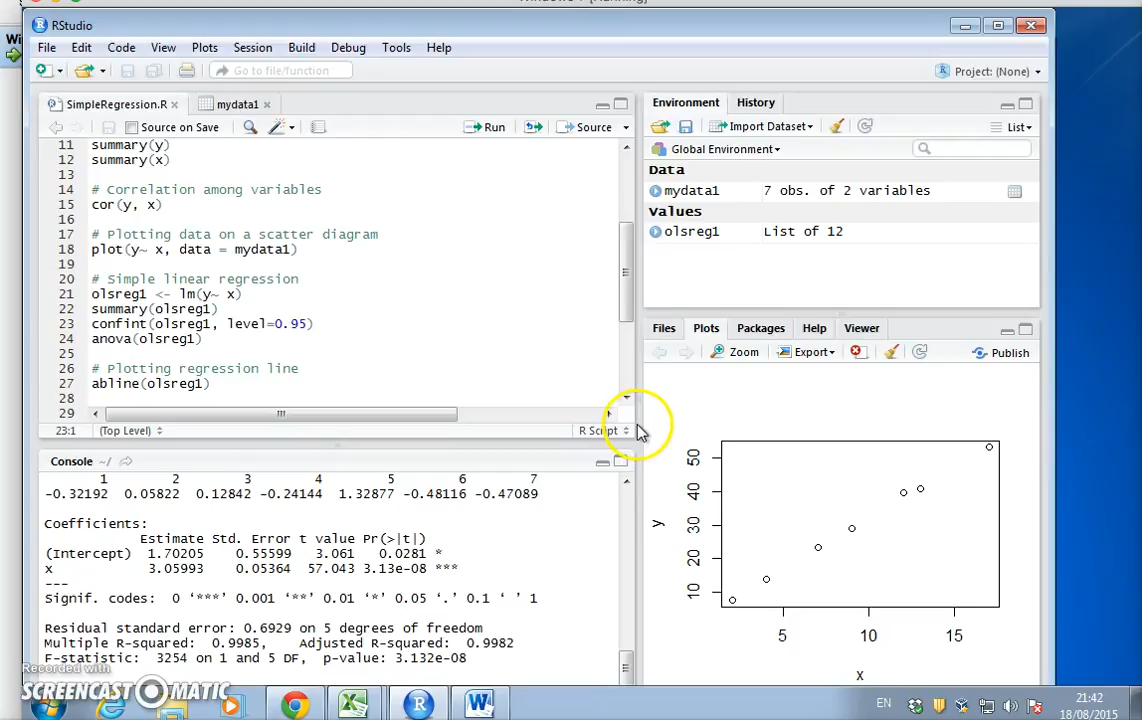 RStudio
File Edit Code View Plots Session Build Debug Tools Help
Go to file/function
Project: (None)
SimpleRegression.R
mydata1
Source on Save
Run
Source
11 summary(y)
12 summary(x)
13
14 # Correlation among variables
15 cor(y, x)
16
17 # Plotting data on a scatter diagram
18 plot(y~ x, data = mydata1)
19
20 # Simple linear regression
21 olsreg1 <- lm(y~ x)
22 summary(olsreg1)
23 confint(olsreg1, level=0.95)
24 anova(olsreg1)
25
26 # Plotting regression line
27 abline(olsreg1)
28
29
23:1 (Top Level)
R Script
Console ~/
1 2 3 4 5 6 7
-0.32192 0.05822 0.12842 -0.24144 1.32877 -0.48116 -0.47089
Coefficients:
Estimate Std. Error t value Pr(>|t|)
(Intercept) 1.70205 0.55599 3.061 0.0281 *
x 3.05993 0.05364 57.043 3.13e-08 ***
---
Signif. codes: 0 ‘***’ 0.001 ‘**’ 0.01 ‘*’ 0.05 ‘.’ 0.1 ‘ ’ 1
Residual standard error: 0.6929 on 5 degrees of freedom
Multiple R-squared: 0.9985, Adjusted R-squared: 0.9982
F-statistic: 3254 on 1 and 5 DF, p-value: 3.132e-08
Environment History
Import Dataset
List
Global Environment
Data
mydata1 7 obs. of 2 variables
Values
olsreg1 List of 12
Files Plots Packages Help Viewer
Zoom Export Publish
50
40
30
20
10
y
5 10 15
x
Recorded with
SCREENCAST MATIC
EN
21:42
18/08/2015